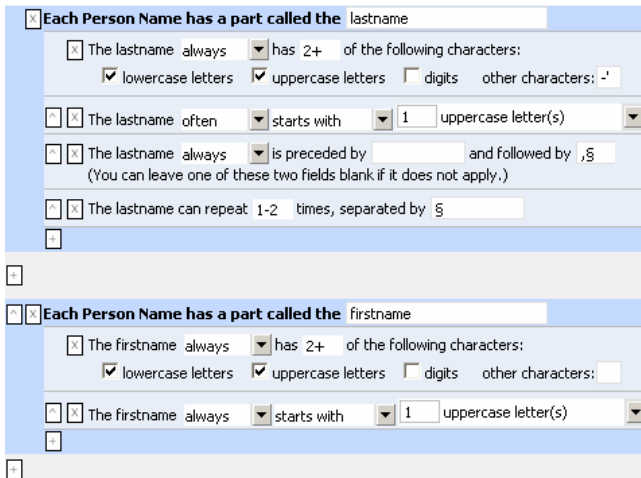 x Each Person Name has a part called the lastname
x The lastname always has 2+ of the following characters:
lowercase letters uppercase letters digits other characters: -'
^ x The lastname often starts with 1 uppercase letter(s)
^ x The lastname always is preceded by and followed by ,§
(You can leave one of these two fields blank if it does not apply.)
^ x The lastname can repeat 1-2 times, separated by §
+
+
^ x Each Person Name has a part called the firstname
x The firstname always has 2+ of the following characters:
lowercase letters uppercase letters digits other characters:
^ x The firstname always starts with 1 uppercase letter(s)
+
+